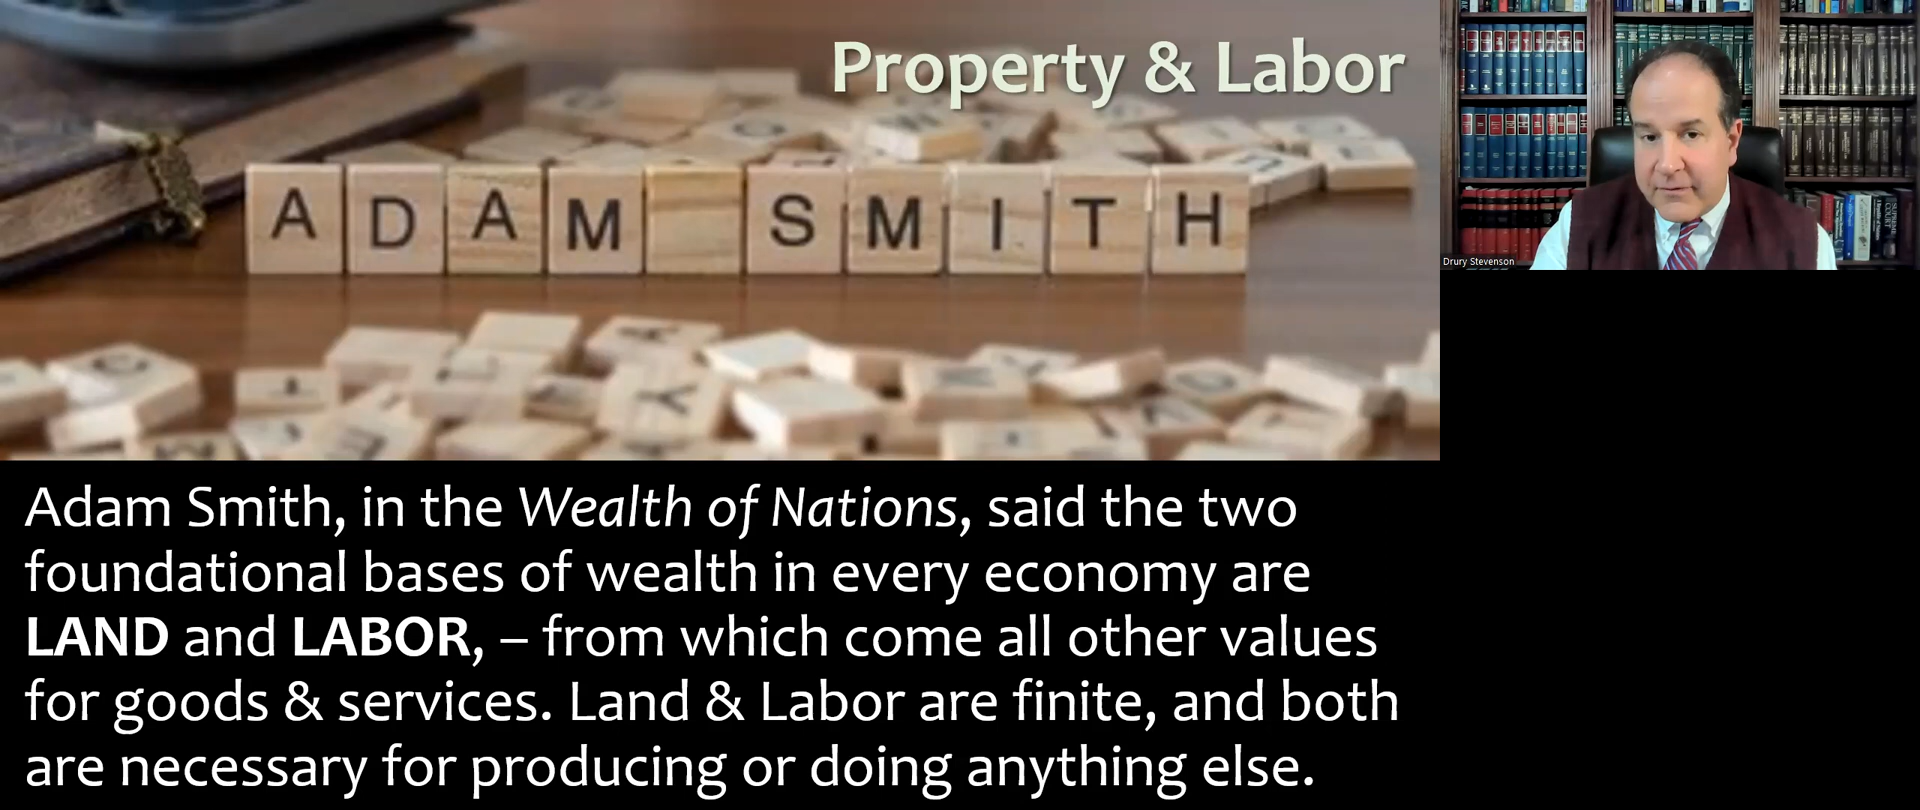 Property & Labor
ADAM SMITH
Drury Stevenson
Adam Smith, in the Wealth of Nations, said the two
foundational bases of wealth in every economy are
LAND and LABOR, – from which come all other values
for goods & services. Land & Labor are finite, and both
are necessary for producing or doing anything else.